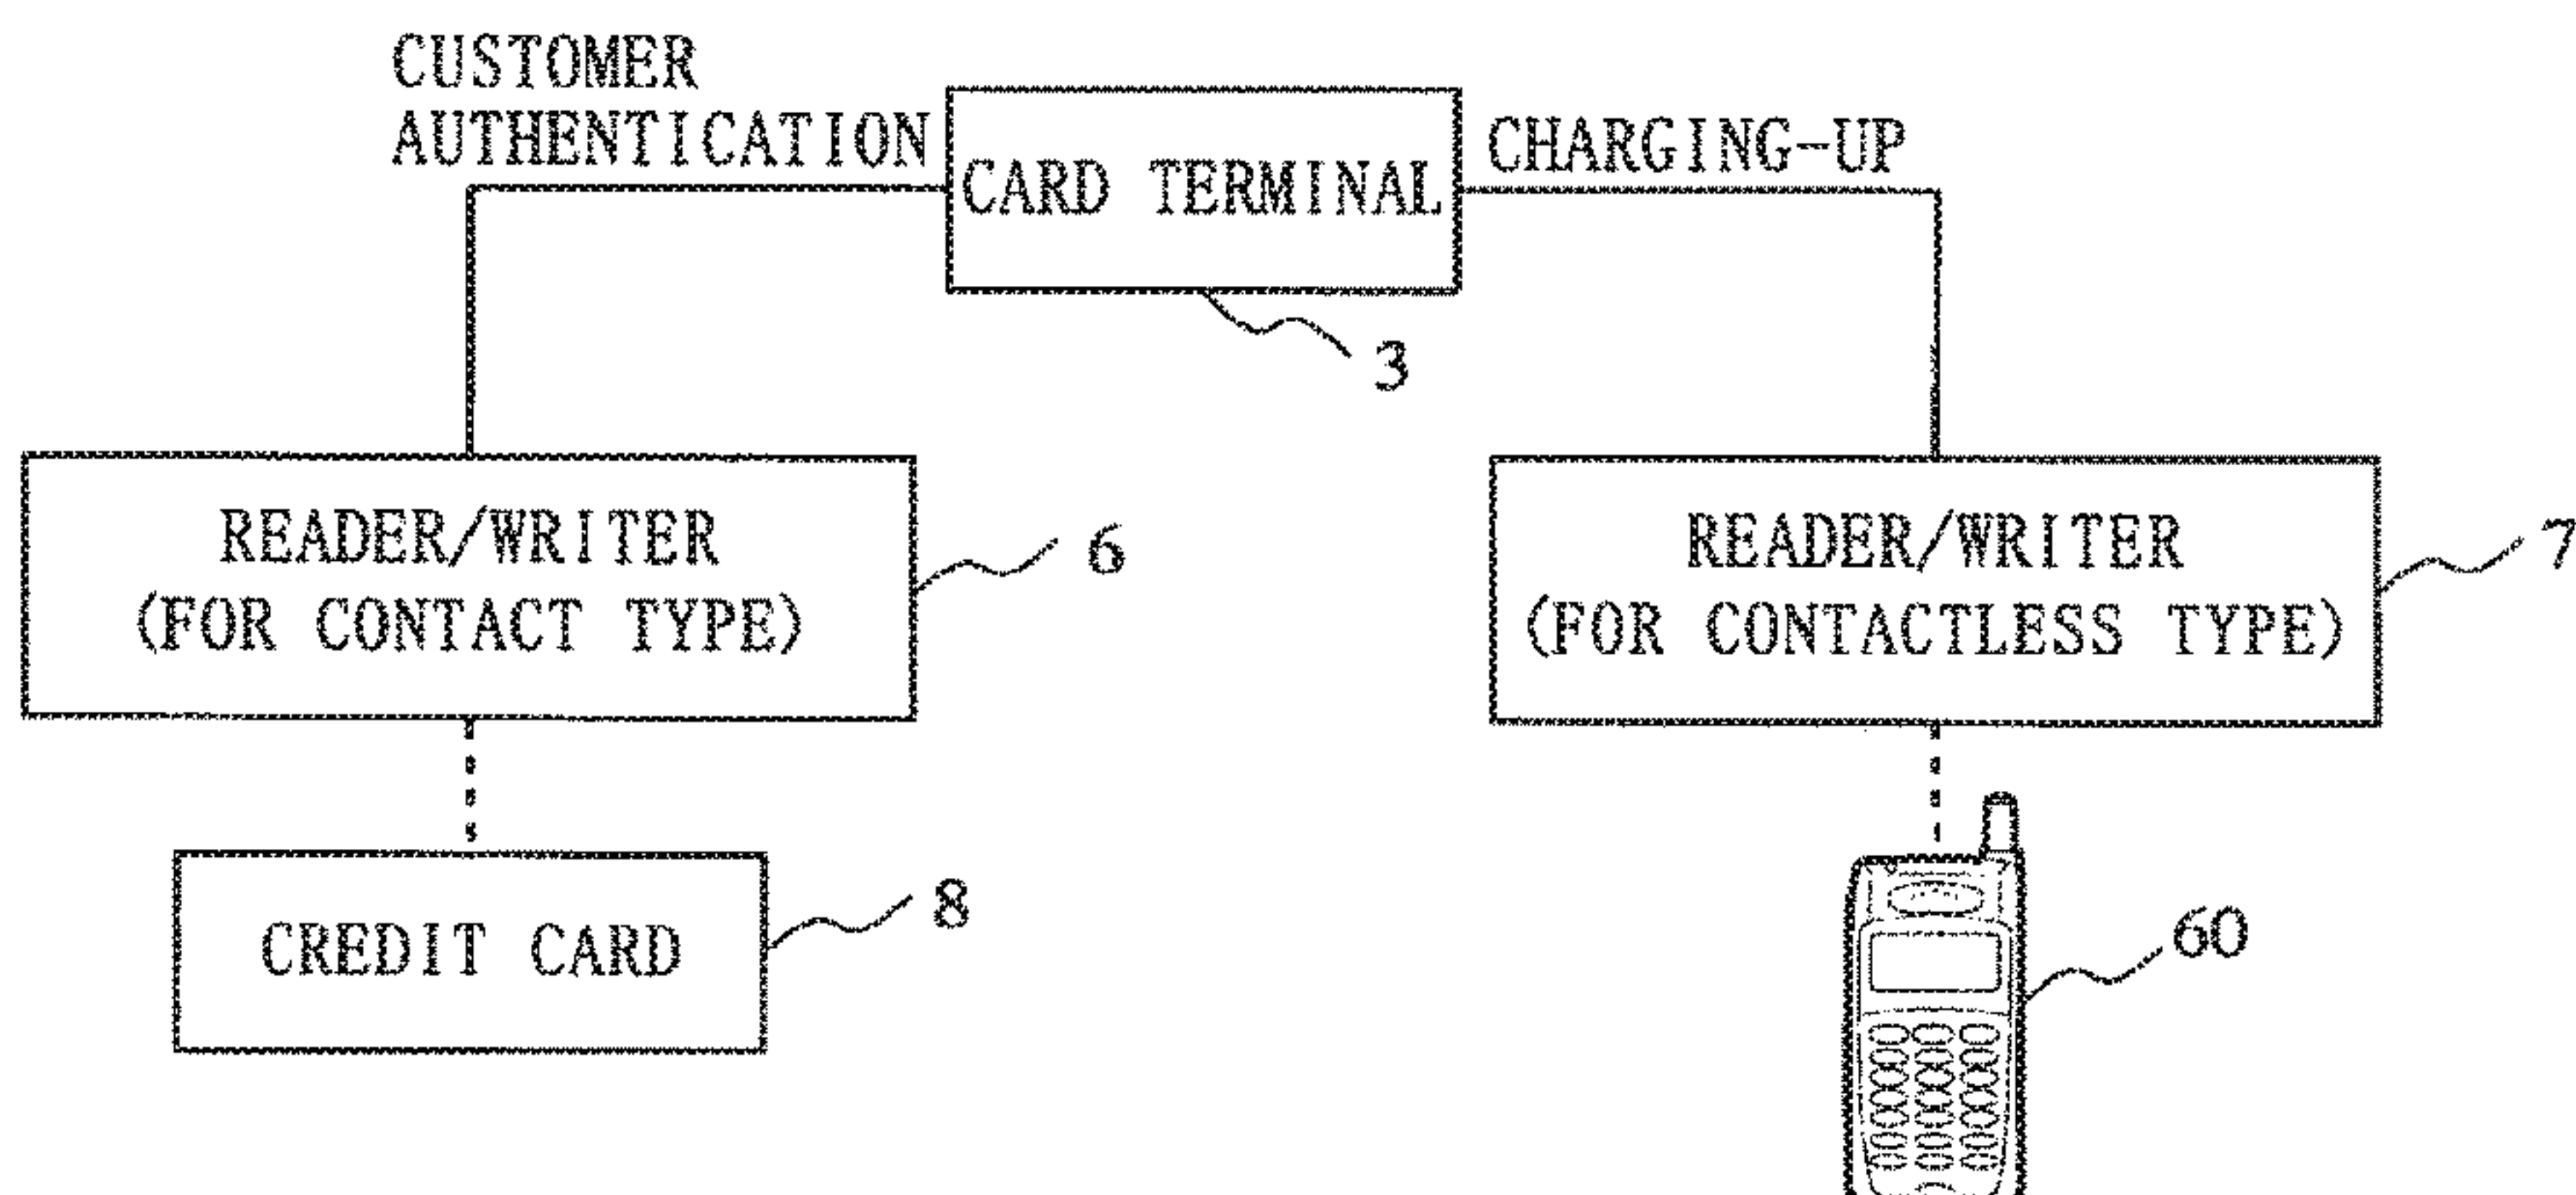 CUSTOMER
AUTHENTICATION
CARD TERMINAL
CHARGING-UP
3
READER/WRITER
(FOR CONTACT TYPE)
6
READER/WRITER
(FOR CONTACTLESS TYPE)
7
CREDIT CARD
8
60